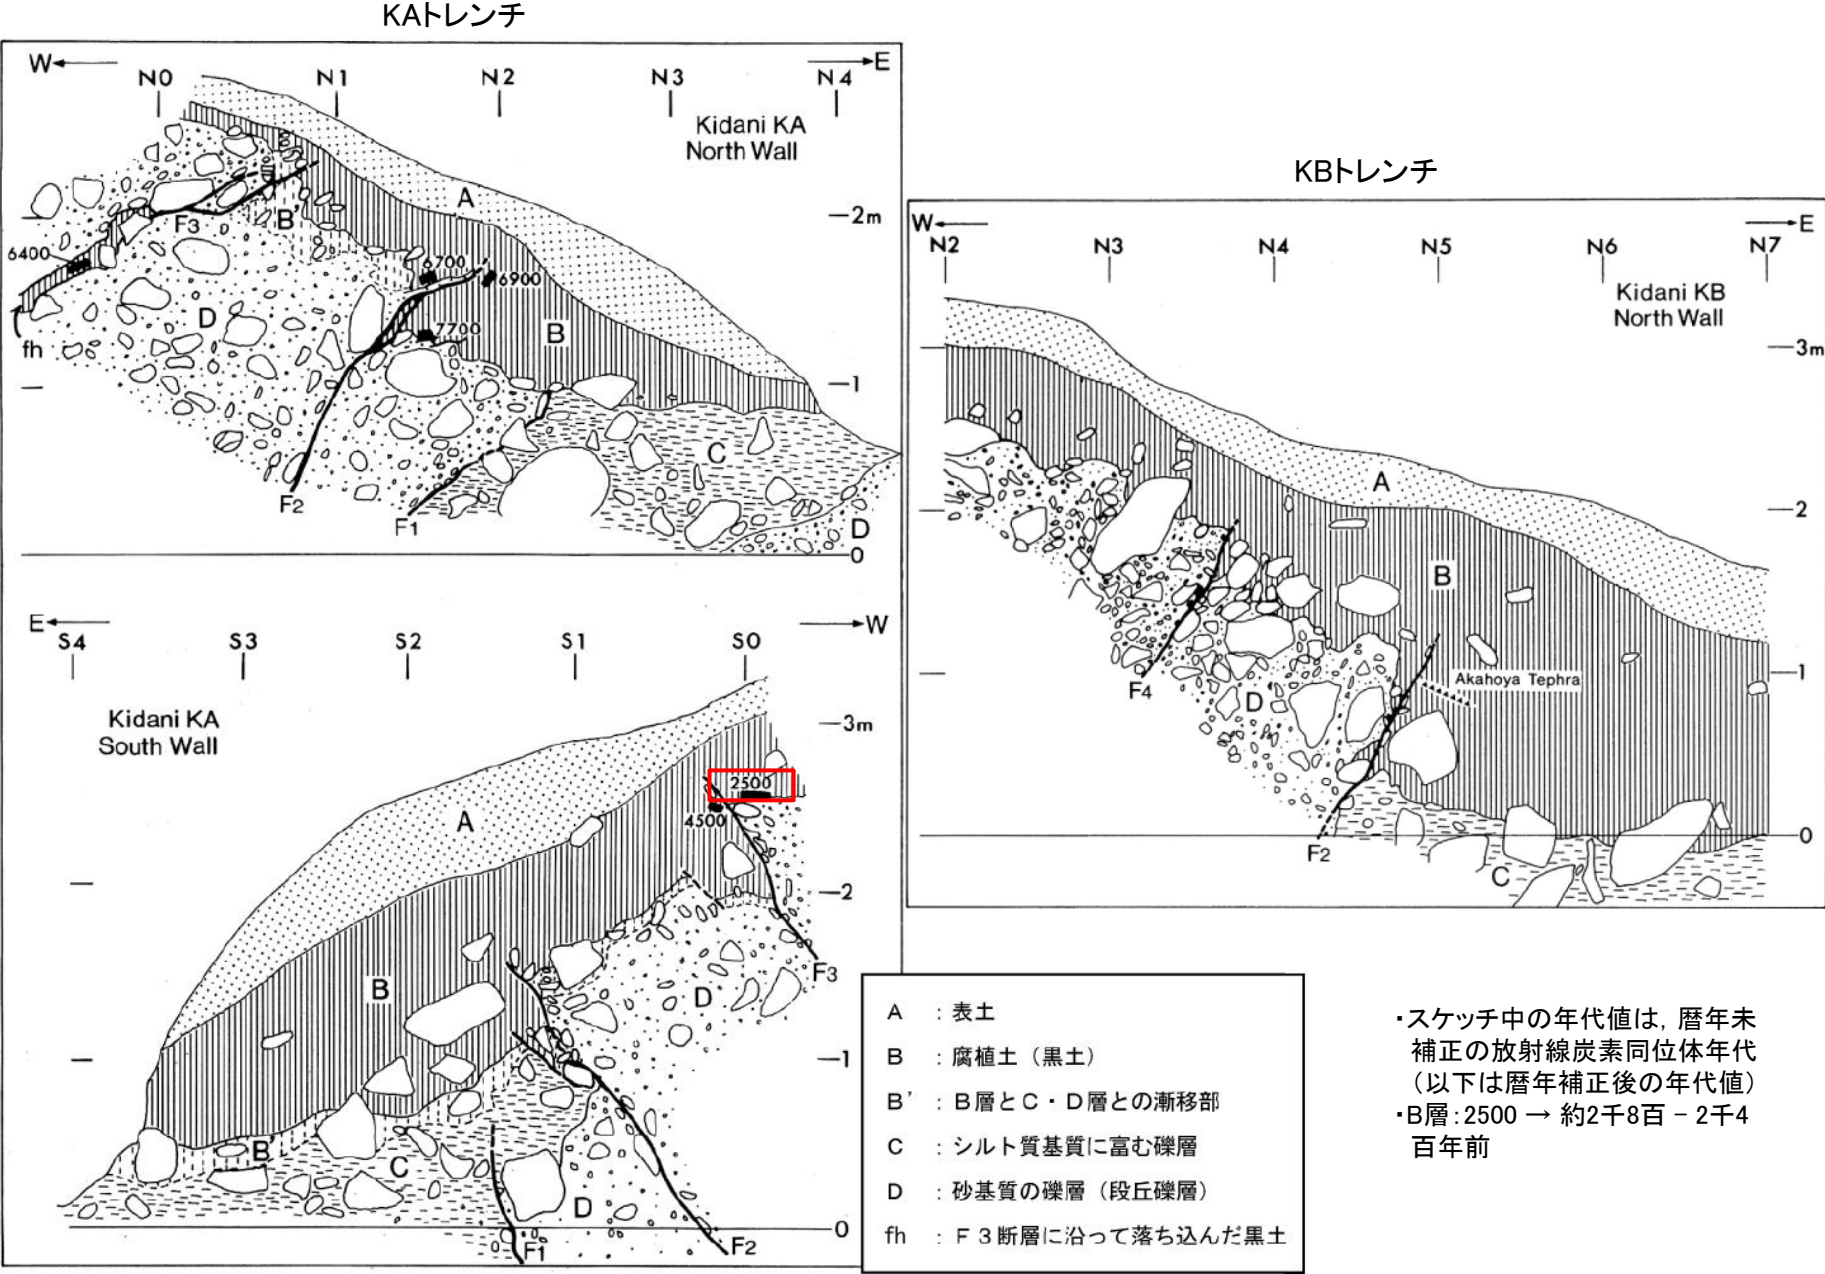 KAトレンチ
W E
N0 N1 N2 N3 N4
Kidani KA
North Wall
A
2m
B'
F3
6400
6700
6900
D
7700
B
fh
1
C
F2
F1
D
0
E W
S4 S3 S2 S1 S0
Kidani KA
South Wall
3m
2500
4500
A
2
F3
B
D
1
B'
C
D
0
F1
F2
KBトレンチ
W E
N2 N3 N4 N5 N6 N7
Kidani KB
North Wall
3m
A
2
B
Akahoya Tephra
1
F4
D
0
F2
C
A : 表土
B : 腐植土（黒土）
B' : B層とC・D層との漸移部
C : シルト質基質に富む礫層
D : 砂基質の礫層（段丘礫層）
fh : F3断層に沿って落ち込んだ黒土
・スケッチ中の年代値は，暦年未
補正の放射線炭素同位体年代
（以下は暦年補正後の年代値）
・B層：2500 → 約2千8百 – 2千4
百年前